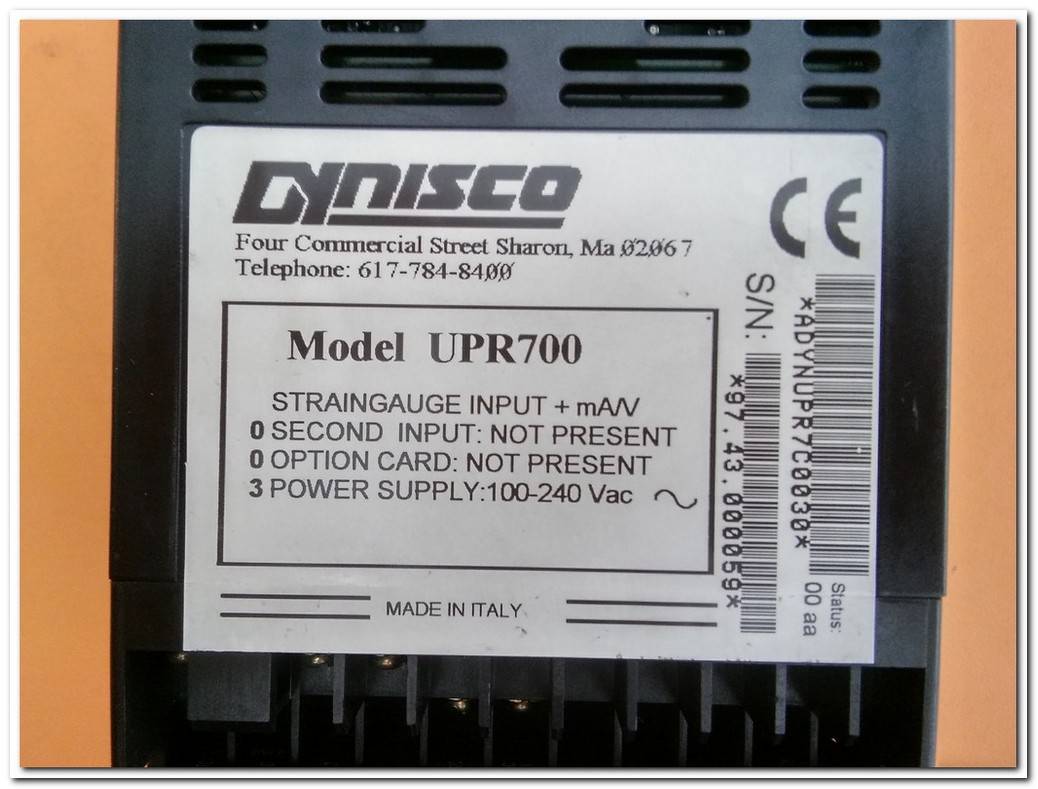 DYNISCO
Four Commercial Street Sharon, Ma 02067
Telephone: 617-784-8400
Model UPR700
STRAINGAUGE INPUT + mA/V
0 SECOND INPUT: NOT PRESENT
0 OPTION CARD: NOT PRESENT
3 POWER SUPPLY:100-240 Vac ~
MADE IN ITALY
CE
S/N:
*97.43.000059*
*ADYNUPR7C0030*
Status:
00 aa